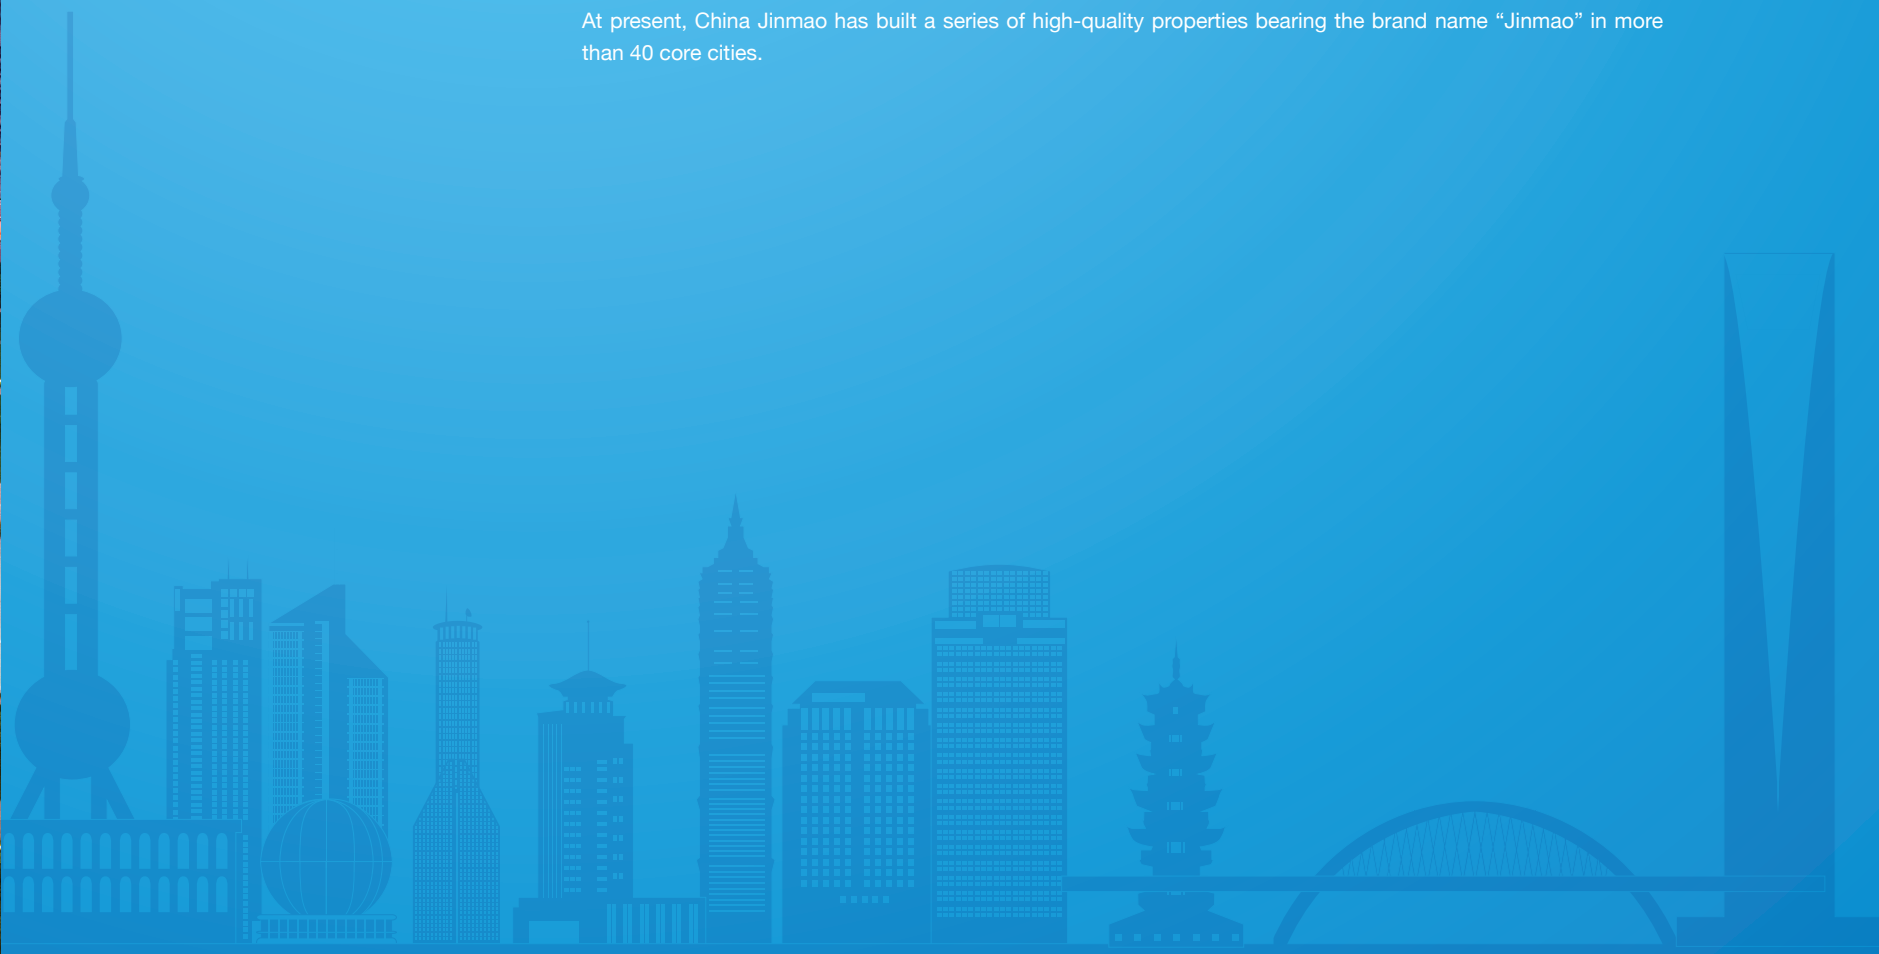 At present, China Jinmao has built a series of high-quality properties bearing the brand name “Jinmao” in more
than 40 core cities.